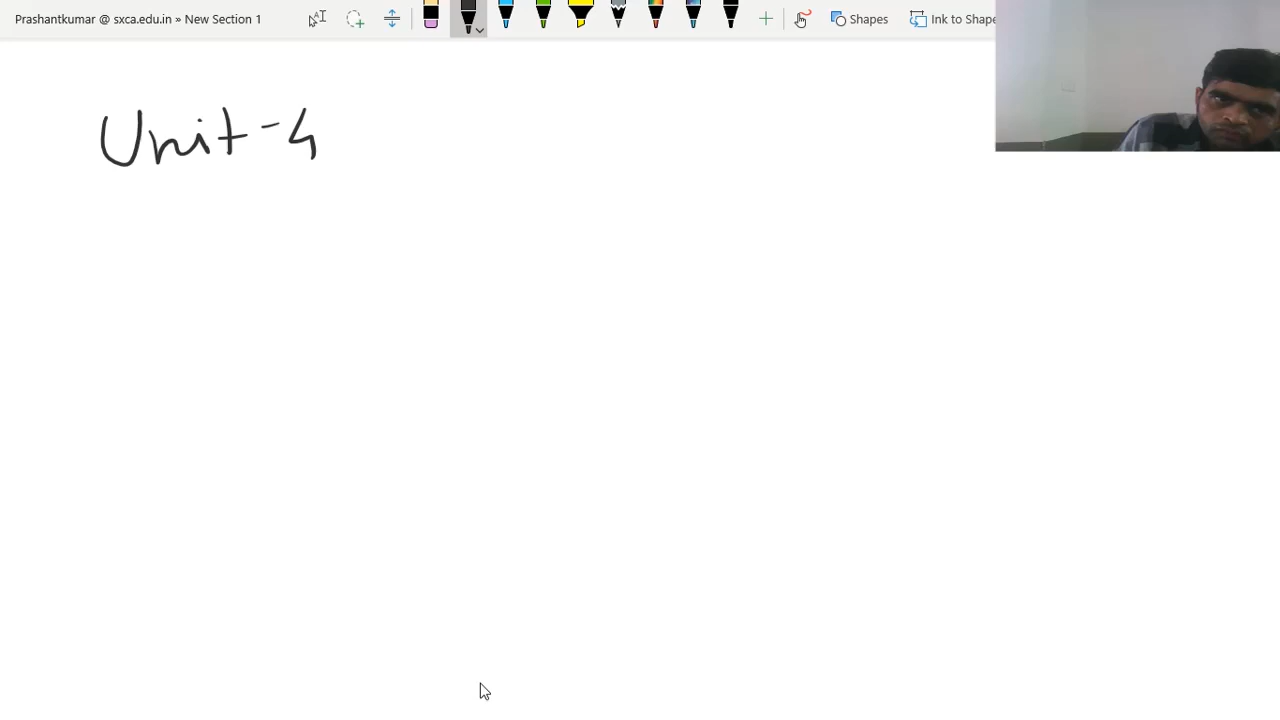 Prashantkumar @ sxca.edu.in » New Section 1
Shapes
Ink to Shape
Unit-4